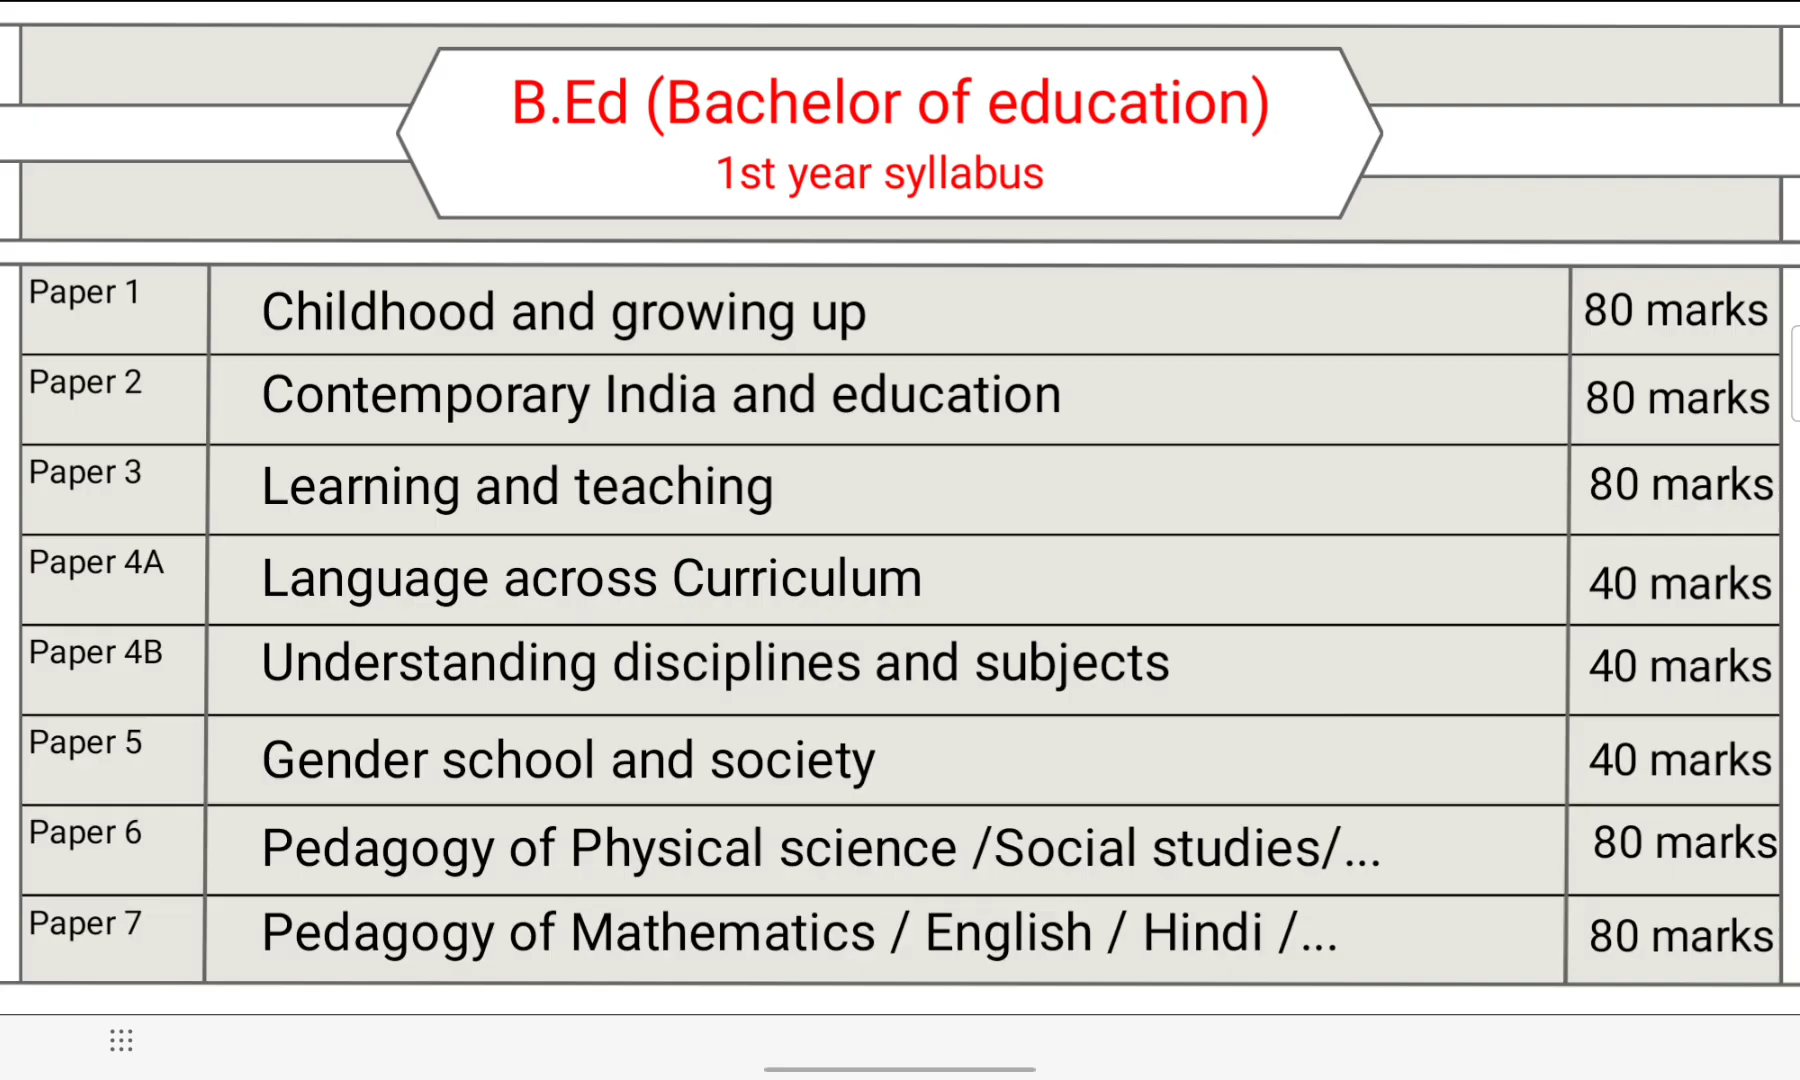 B.Ed (Bachelor of education)
1st year syllabus
Paper 1 Childhood and growing up 80 marks
Paper 2 Contemporary India and education 80 marks
Paper 3 Learning and teaching 80 marks
Paper 4A Language across Curriculum 40 marks
Paper 4B Understanding disciplines and subjects 40 marks
Paper 5 Gender school and society 40 marks
Paper 6 Pedagogy of Physical science /Social studies/... 80 marks
Paper 7 Pedagogy of Mathematics / English / Hindi /... 80 marks